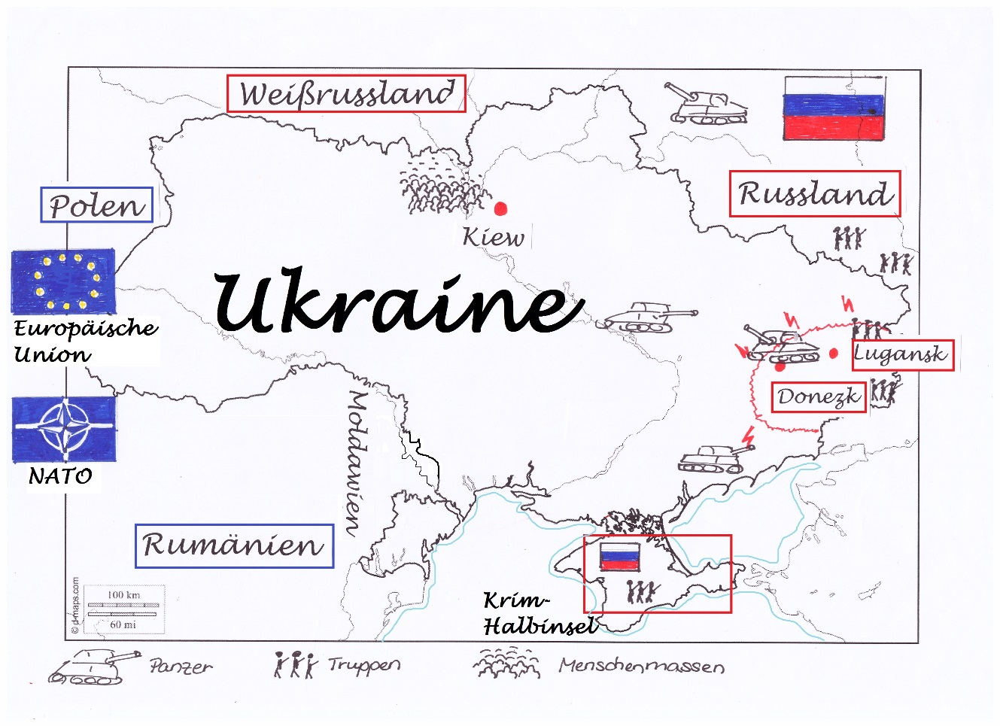 Weißrussland
Russland
Polen
Kiew
Ukraine
Europäische
Union
Lugansk
Donezk
NATO
Moldawien
Rumänien
Krim-
Halbinsel
100 km
60 mi
© d-maps.com
Panzer
Truppen
Menschenmassen